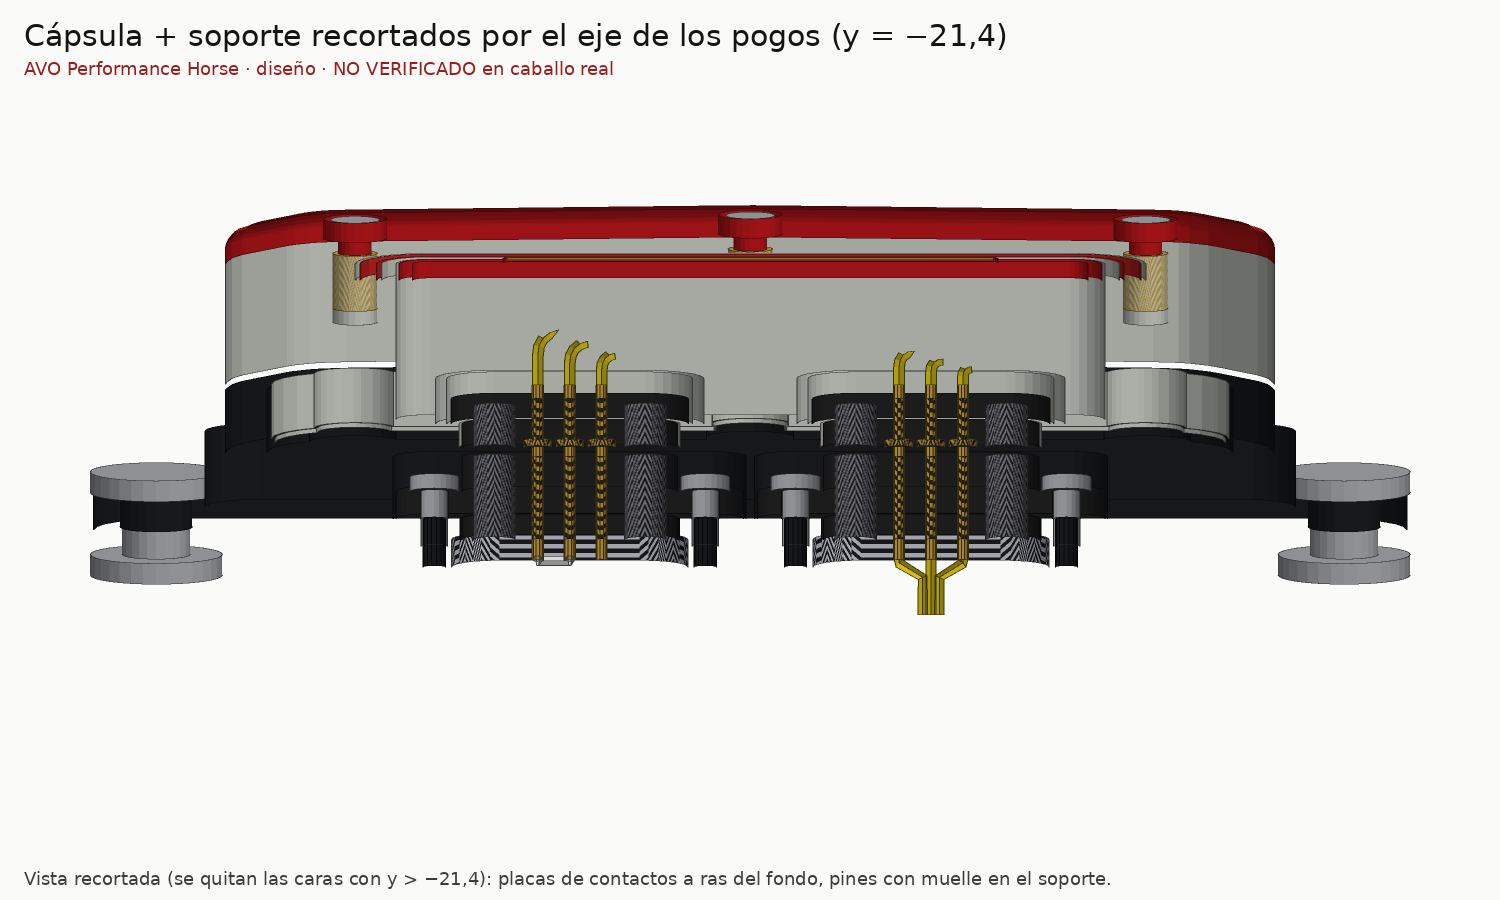 Cápsula + soporte recortados por el eje de los pogos (y = −21,4)
AVO Performance Horse · diseño · NO VERIFICADO en caballo real
Vista recortada (se quitan las caras con y > −21,4): placas de contactos a ras del fondo, pines con muelle en el soporte.